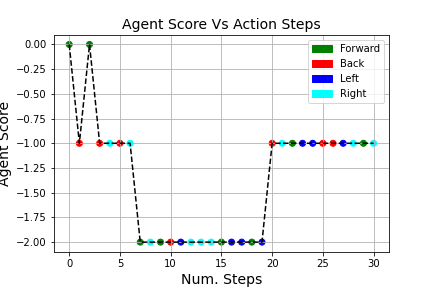 Agent Score Vs Action Steps
Agent Score
0.00
−0.25
−0.50
−0.75
−1.00
−1.25
−1.50
−1.75
−2.00
Forward
Back
Left
Right
0 5 10 15 20 25 30
Num. Steps